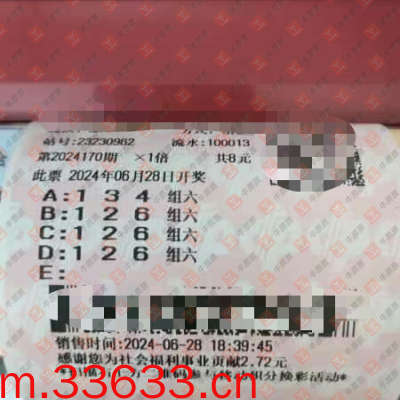 站号:23230962 流水:100013
第2024170期 ×1倍 共8元
此票 2024年06月28日开奖
A:1 3 4 组六
B:1 2 6 组六
C:1 2 6 组六
D:1 2 6 组六
E:
销售时间:2024-06-28 18:39:45
感谢您为社会福利事业贡献2.72元
m.33633.cn